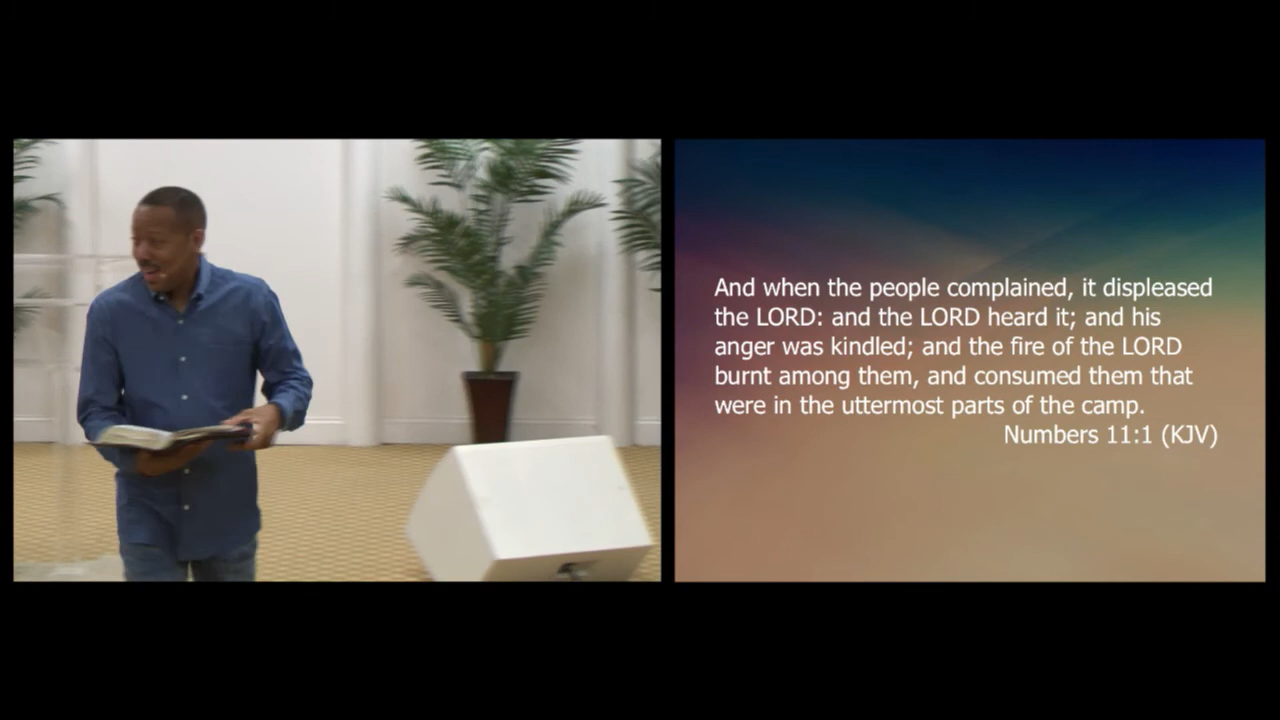 And when the people complained, it displeased
the LORD: and the LORD heard it; and his
anger was kindled; and the fire of the LORD
burnt among them, and consumed them that
were in the uttermost parts of the camp.
Numbers 11:1 (KJV)